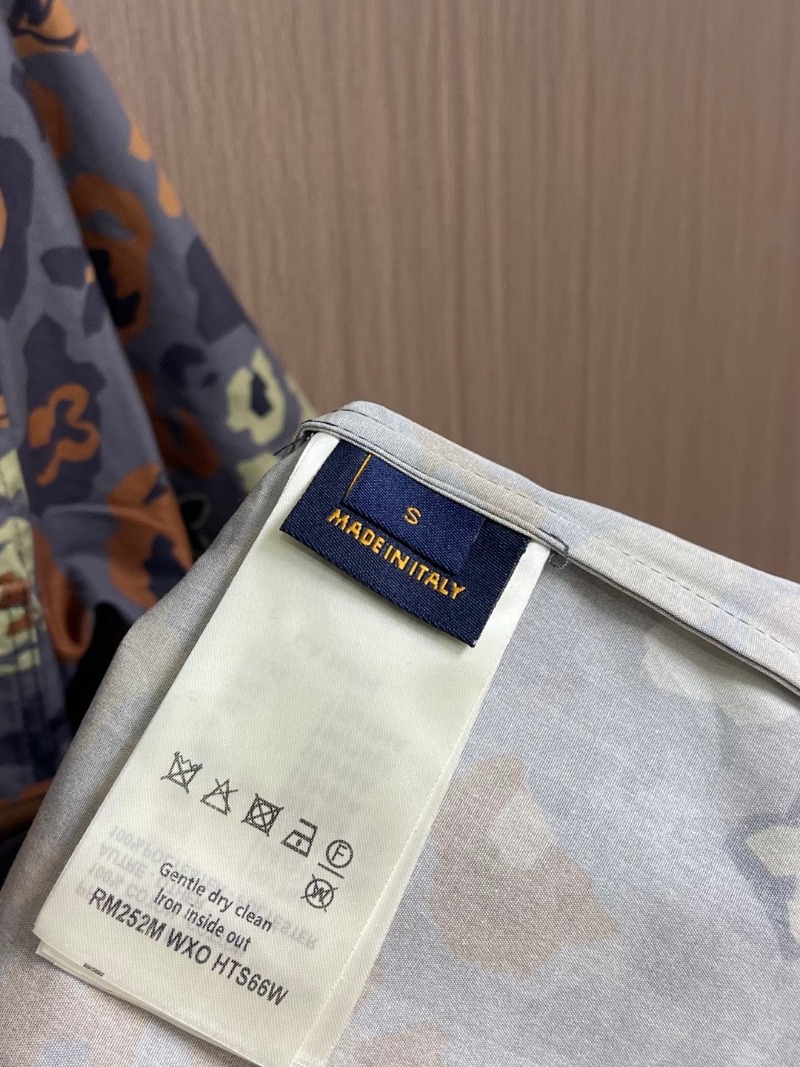 S
MADE IN ITALY
F
W
Gentle dry clean
Iron inside out
RM252M WXO HTS66W